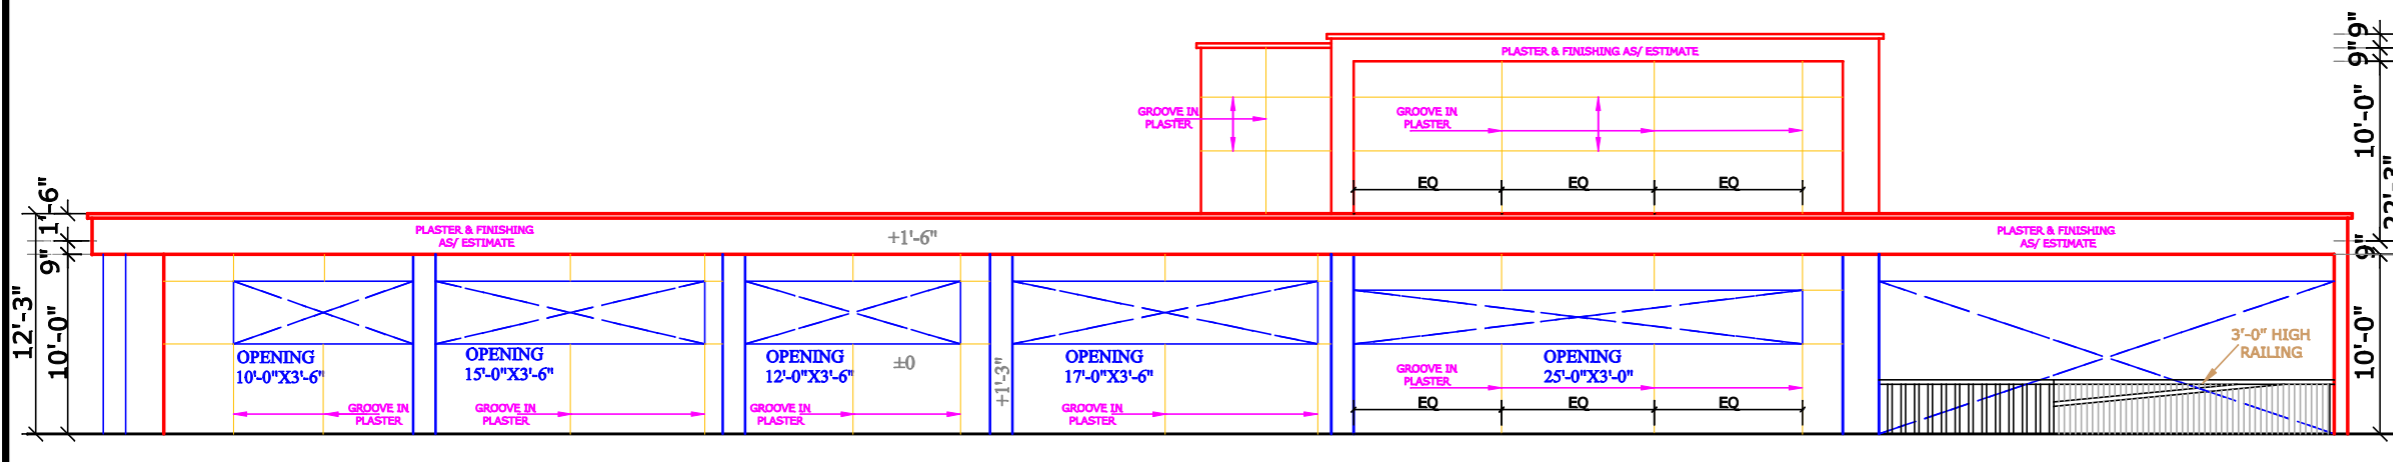 PLASTER & FINISHING AS/ ESTIMATE
9"
9"
GROOVE IN
PLASTER
GROOVE IN
PLASTER
10'-0"
EQ
EQ
EQ
22'-3"
1'-6"
PLASTER & FINISHING
AS/ ESTIMATE
+1'-6"
PLASTER & FINISHING
AS/ ESTIMATE
9"
9"
12'-3"
10'-0"
OPENING
10'-0"X3'-6"
OPENING
15'-0"X3'-6"
OPENING
12'-0"X3'-6"
±0
+1'-3"
OPENING
17'-0"X3'-6"
OPENING
25'-0"X3'-0"
3'-0" HIGH
RAILING
10'-0"
GROOVE IN
PLASTER
GROOVE IN
PLASTER
GROOVE IN
PLASTER
GROOVE IN
PLASTER
GROOVE IN
PLASTER
EQ
EQ
EQ